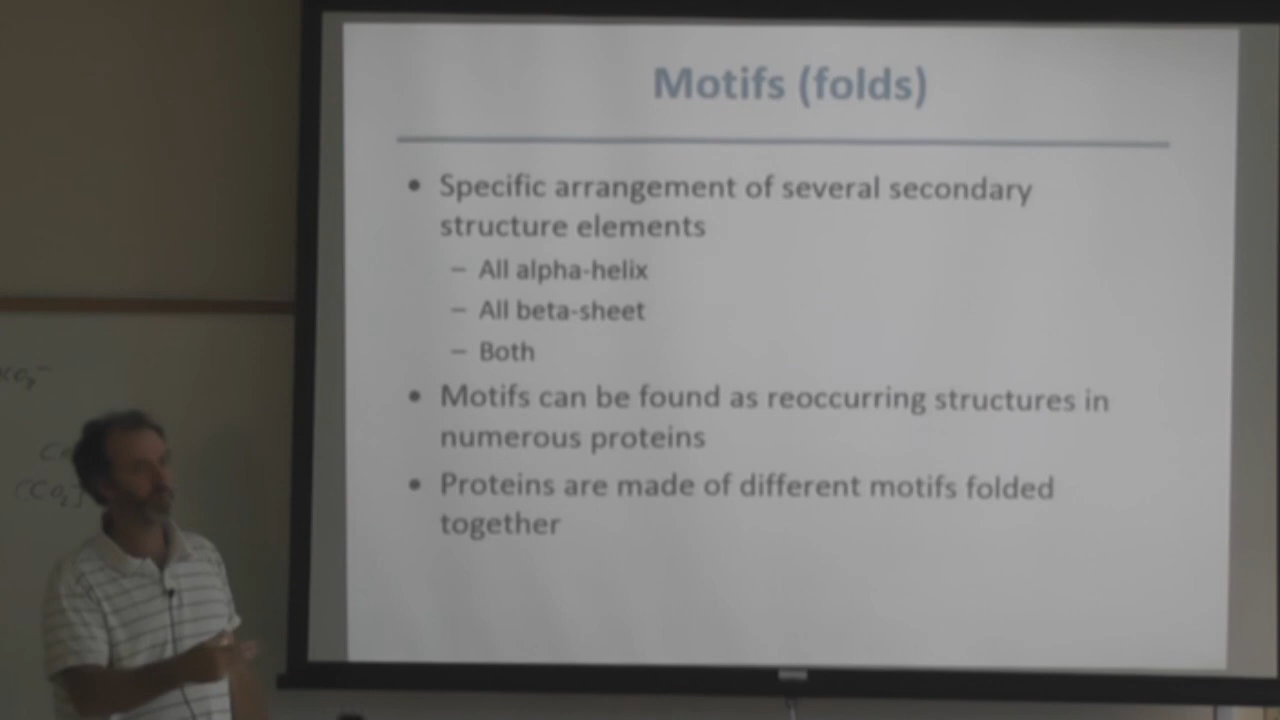 Motifs (folds)
• Specific arrangement of several secondary
structure elements
– All alpha-helix
– All beta-sheet
– Both
• Motifs can be found as reoccurring structures in
numerous proteins
• Proteins are made of different motifs folded
together